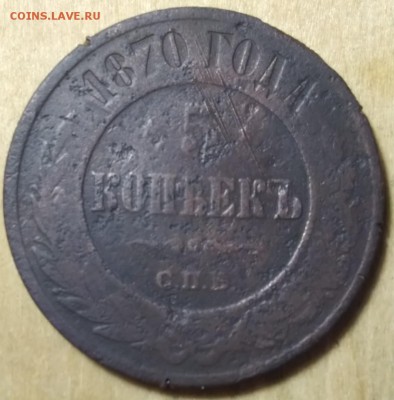 COINS.LAVE.RU
1870 ГОДА
5
КОПѢЕКЪ
С.П.Б.